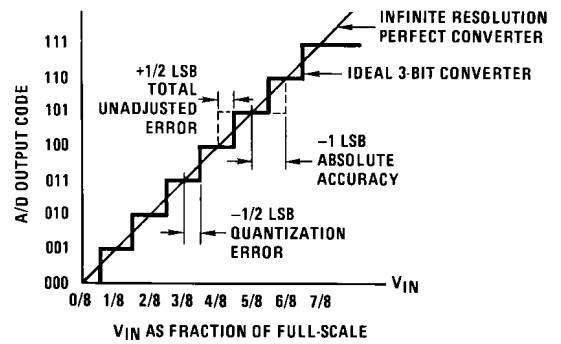 INFINITE RESOLUTION
PERFECT CONVERTER
111
+1/2 LSB
TOTAL
UNADJUSTED
ERROR
110
IDEAL 3-BIT CONVERTER
101
100
-1 LSB
ABSOLUTE
ACCURACY
011
010
-1/2 LSB
QUANTIZATION
ERROR
001
000
A/D OUTPUT CODE
0/8 1/8 2/8 3/8 4/8 5/8 6/8 7/8
VIN
VIN AS FRACTION OF FULL-SCALE